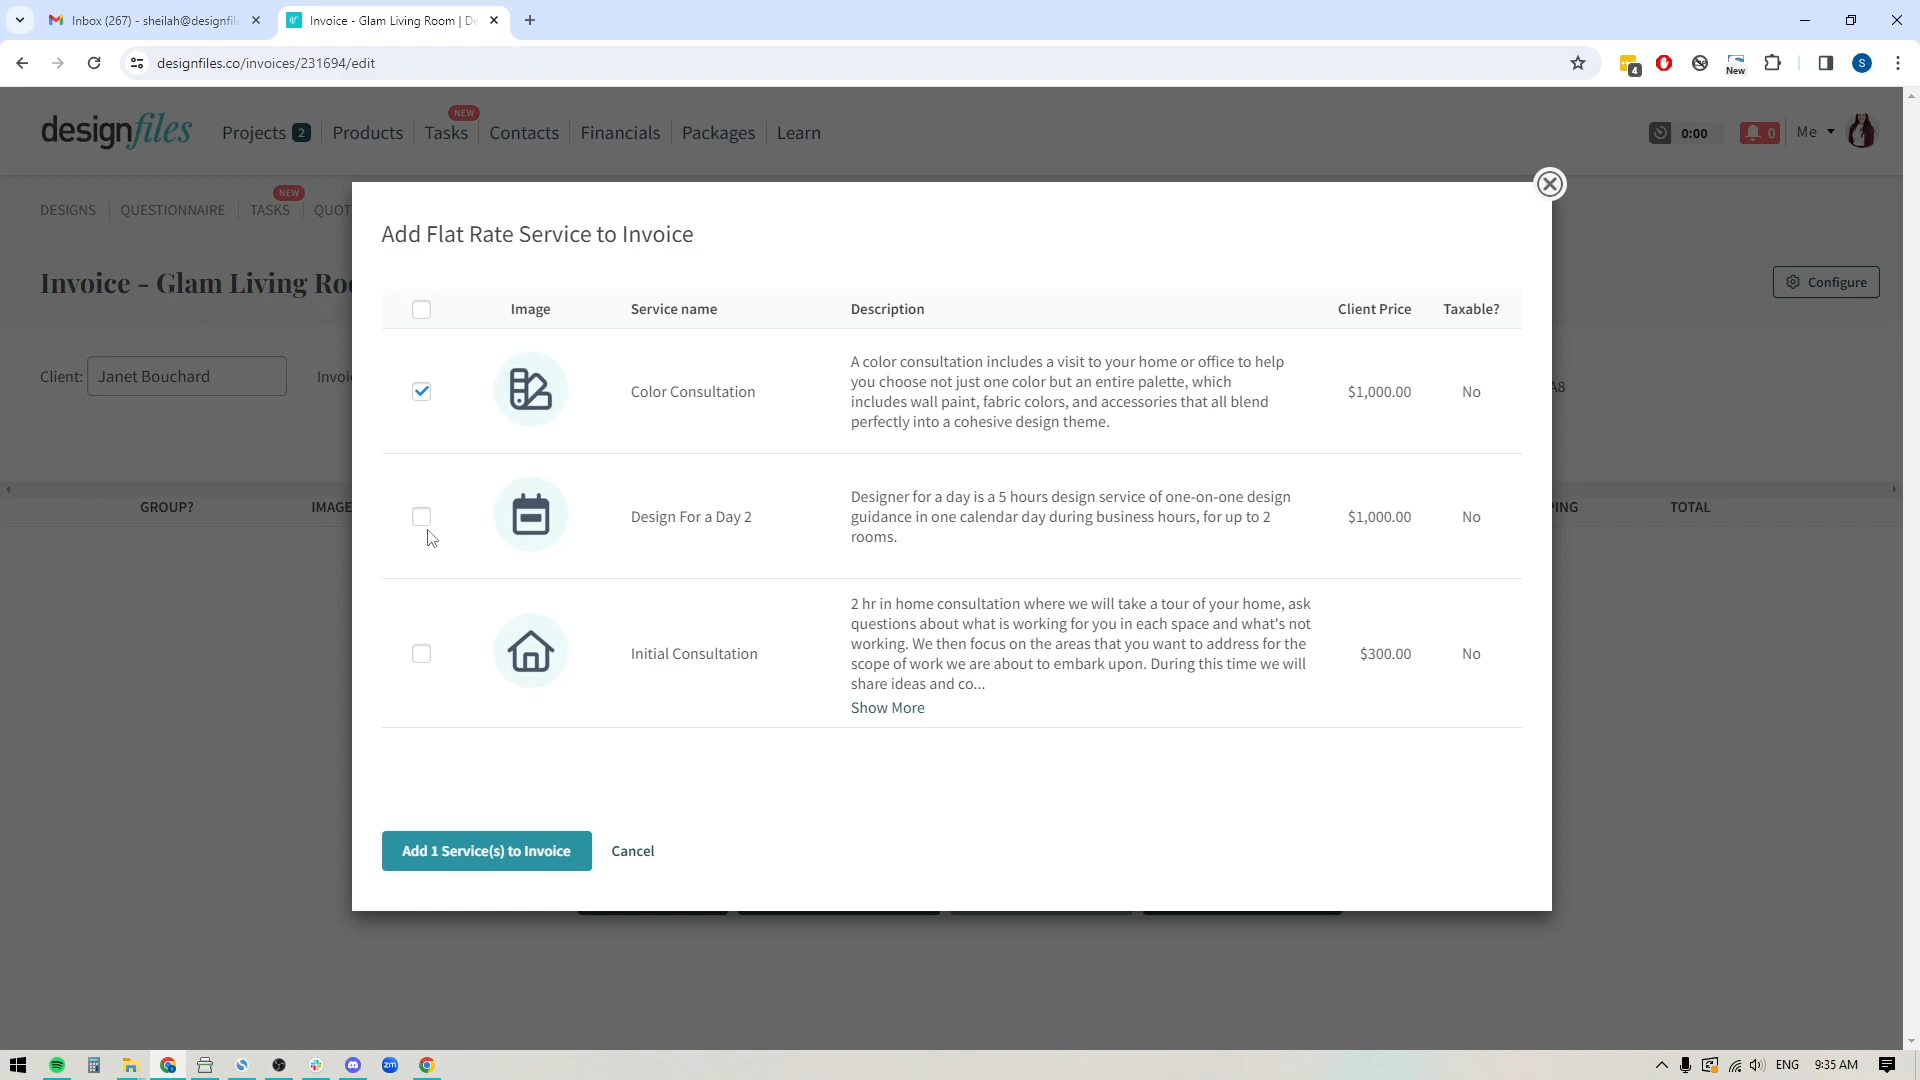 Inbox (267) - sheilah@designfil
Invoice - Glam Living Room | De
designfiles.co/invoices/231694/edit
4
New
S
designfiles
Projects 2
Products
Tasks
NEW
Contacts
Financials
Packages
Learn
0:00
0
Me
DESIGNS
QUESTIONNAIRE
TASKS
NEW
QUOT
Invoice - Glam Living Roo
Configure
Client: Janet Bouchard
Invoi
A8
GROUP?
IMAGE
PING
TOTAL
Add Flat Rate Service to Invoice
Image
Service name
Description
Client Price
Taxable?
Color Consultation
A color consultation includes a visit to your home or office to help
you choose not just one color but an entire palette, which
includes wall paint, fabric colors, and accessories that all blend
perfectly into a cohesive design theme.
$1,000.00
No
Design For a Day 2
Designer for a day is a 5 hours design service of one-on-one design
guidance in one calendar day during business hours, for up to 2
rooms.
$1,000.00
No
Initial Consultation
2 hr in home consultation where we will take a tour of your home, ask
questions about what is working for you in each space and what's not
working. We then focus on the areas that you want to address for the
scope of work we are about to embark upon. During this time we will
share ideas and co...
Show More
$300.00
No
Add 1 Service(s) to Invoice
Cancel
zm
ENG
9:35 AM